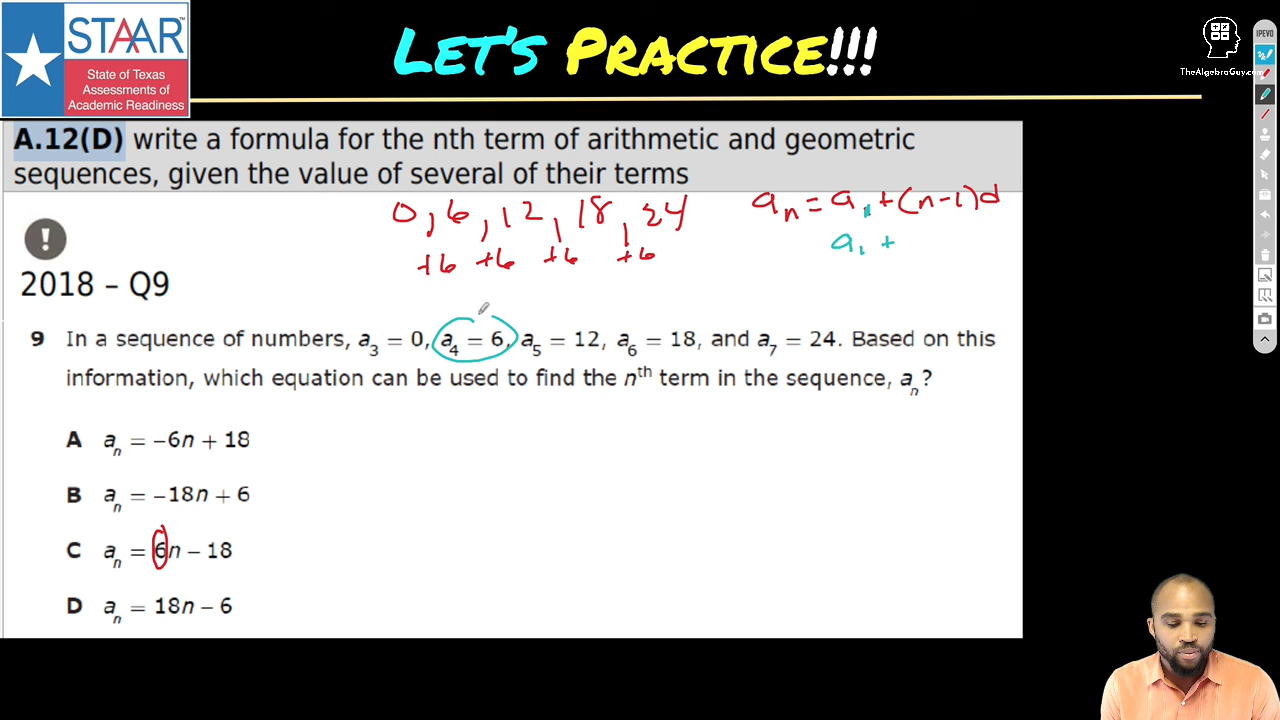 LET'S PRACTICE!!!
STAAR
State of Texas
Assessments of
Academic Readiness
TheAlgebraGuy.com
IPEVO
A.12(D) write a formula for the nth term of arithmetic and geometric
sequences, given the value of several of their terms
0, 6, 12, 18, 24
+6 +6 +6 +6
aₙ = a₁ + (n-1)d
a₁ +
!
2018 – Q9
9 In a sequence of numbers, a₃ = 0, a₄ = 6, a₅ = 12, a₆ = 18, and a₇ = 24. Based on this
information, which equation can be used to find the nᵗʰ term in the sequence, aₙ?
A aₙ = –6n + 18
B aₙ = –18n + 6
C aₙ = 6n – 18
D aₙ = 18n – 6